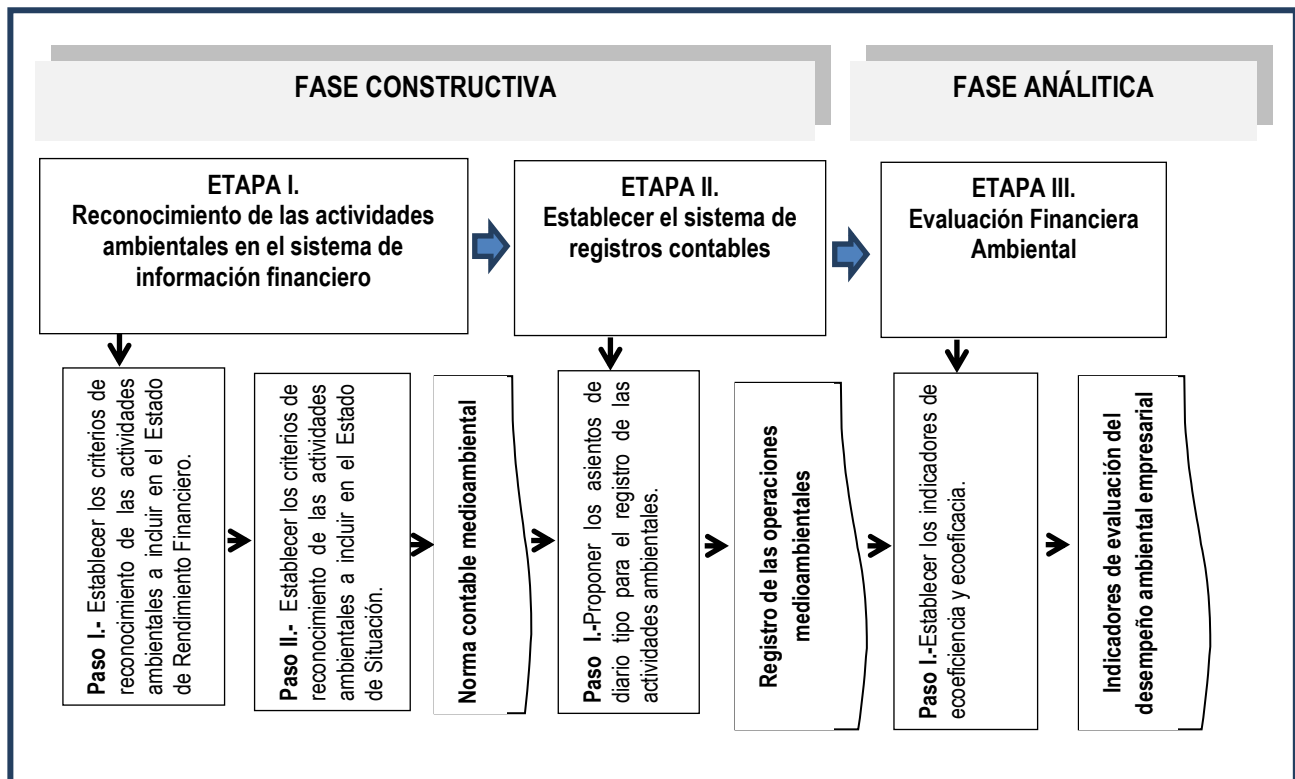 FASE CONSTRUCTIVA
FASE ANÁLITICA
ETAPA I.
Reconocimiento de las actividades
ambientales en el sistema de
información financiero
ETAPA II.
Establecer el sistema de
registros contables
ETAPA III.
Evaluación Financiera
Ambiental
Paso I.- Establecer los criterios de
reconocimiento de las actividades
ambientales a incluir en el Estado
de Rendimiento Financiero.
Paso II.- Establecer los criterios de
reconocimiento de las actividades
ambientales a incluir en el Estado
de Situación.
Norma contable medioambiental
Paso I.-Proponer los asientos de
diario tipo para el registro de las
actividades ambientales.
Registro de las operaciones
medioambientales
Paso I.-Establecer los indicadores de
ecoeficiencia y ecoeficacia.
Indicadores de evaluación del
desempeño ambiental empresarial